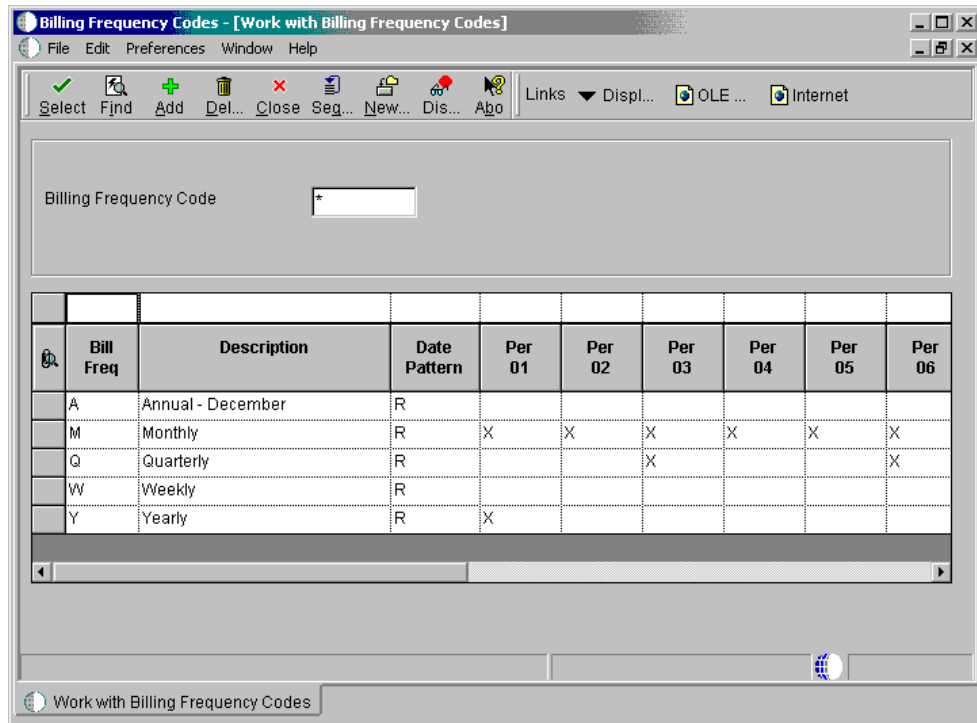 Billing Frequency Codes - [Work with Billing Frequency Codes]
File Edit Preferences Window Help
Select Find Add Del... Close Seq... New... Dis... Abo Links Displ... OLE ... Internet
Billing Frequency Code *
Bill Freq Description Date Pattern Per 01 Per 02 Per 03 Per 04 Per 05 Per 06
A Annual - December R
M Monthly R X X X X X X
Q Quarterly R X X
W Weekly R
Y Yearly R X
Work with Billing Frequency Codes